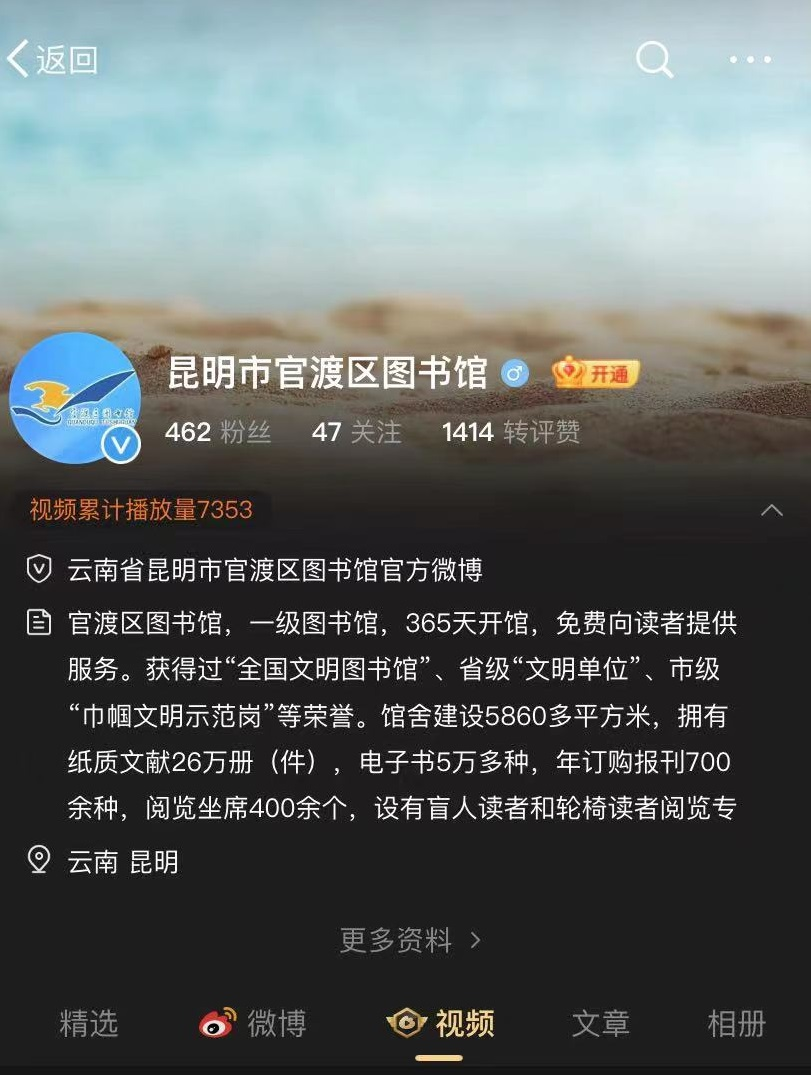 返回
昆明市官渡区图书馆
开通
462 粉丝 47 关注 1414 转评赞
视频累计播放量7353
云南省昆明市官渡区图书馆官方微博
官渡区图书馆，一级图书馆，365天开馆，免费向读者提供
服务。获得过“全国文明图书馆”、省级“文明单位”、市级
“巾帼文明示范岗”等荣誉。馆舍建设5860多平方米，拥有
纸质文献26万册（件），电子书5万多种，年订购报刊700
余种，阅览坐席400余个，设有盲人读者和轮椅读者阅览专
云南 昆明
更多资料
精选 微博 视频 文章 相册